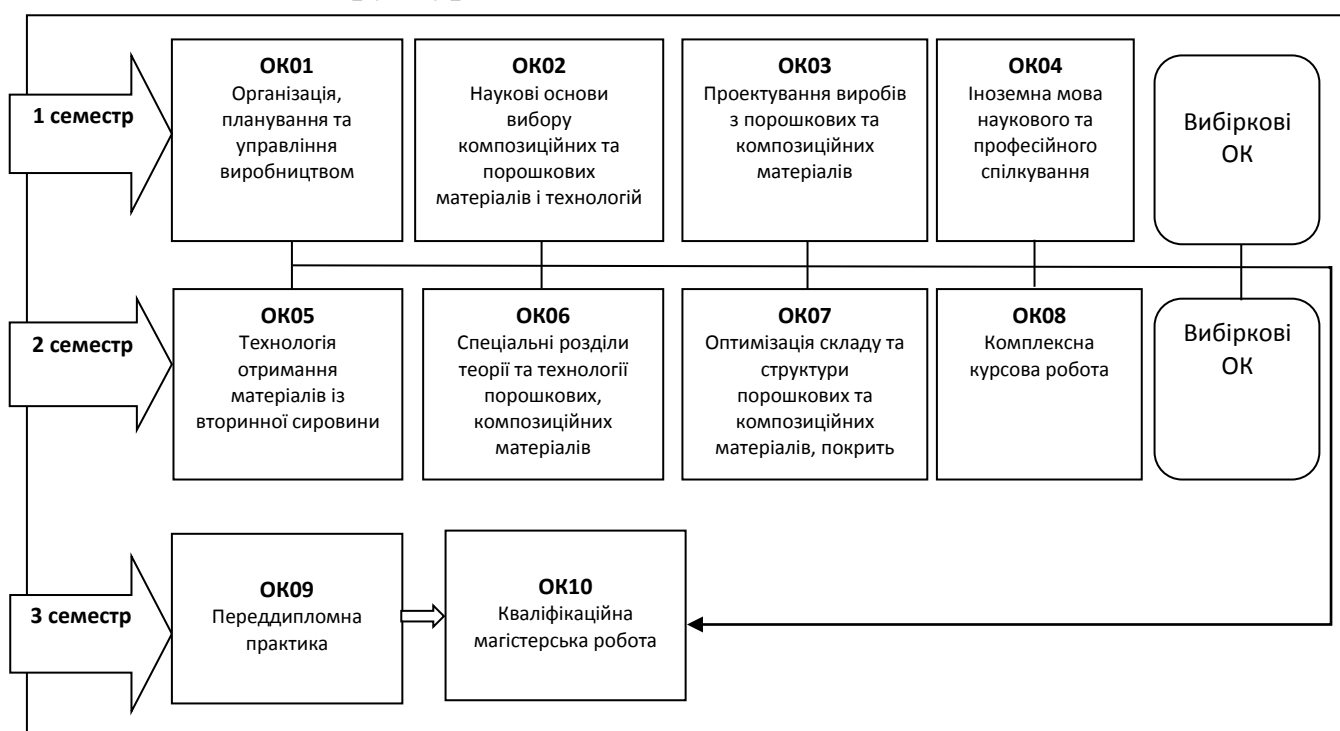 1 семестр
ОК01
Організація,
планування та
управління
виробництвом
ОК02
Наукові основи
вибору
композиційних та
порошкових
матеріалів і технологій
ОК03
Проектування виробів
з порошкових та
композиційних
матеріалів
ОК04
Іноземна мова
наукового та
професійного
спілкування
Вибіркові
ОК
2 семестр
ОК05
Технологія
отримання
матеріалів із
вторинної сировини
ОК06
Спеціальні розділи
теорії та технології
порошкових,
композиційних
матеріалів
ОК07
Оптимізація складу та
структури
порошкових та
композиційних
матеріалів, покрить
ОК08
Комплексна
курсова робота
Вибіркові
ОК
3 семестр
ОК09
Переддипломна
практика
ОК10
Кваліфікаційна
магістерська робота